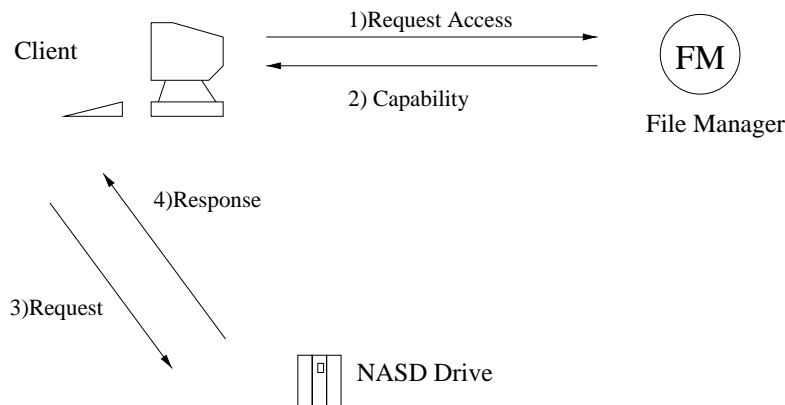 1)Request Access
Client
FM
2) Capability
File Manager
4)Response
3)Request
NASD Drive